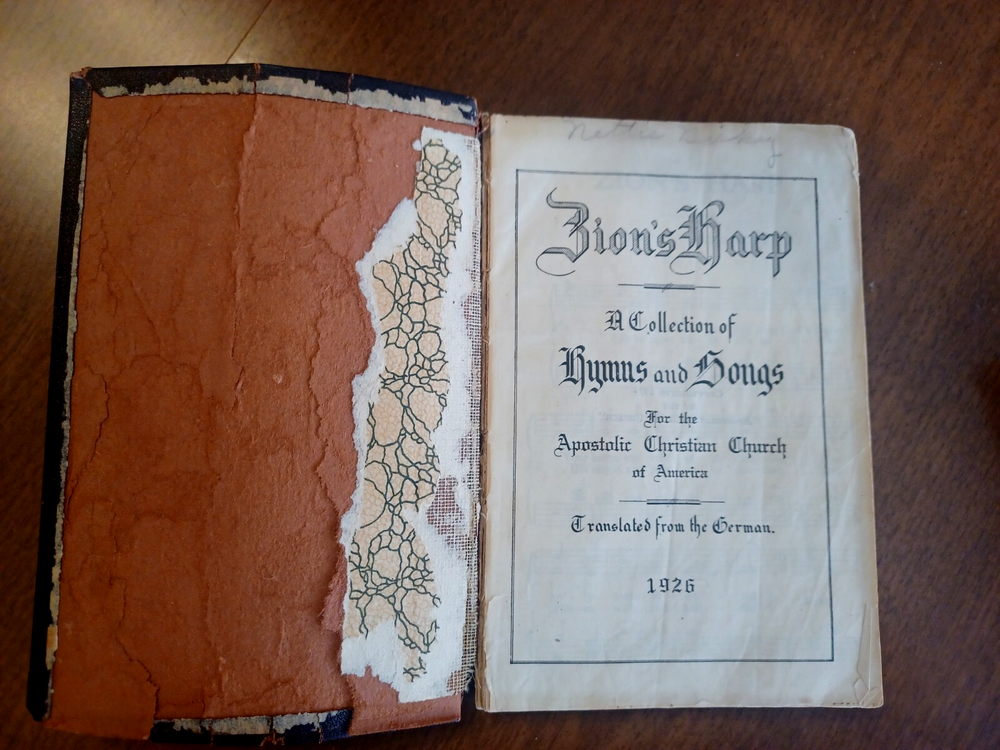 Nettie
Zion's Harp
A Collection of
Hymns and Songs
For the
Apostolic Christian Church
of America
Translated from the German.
1926